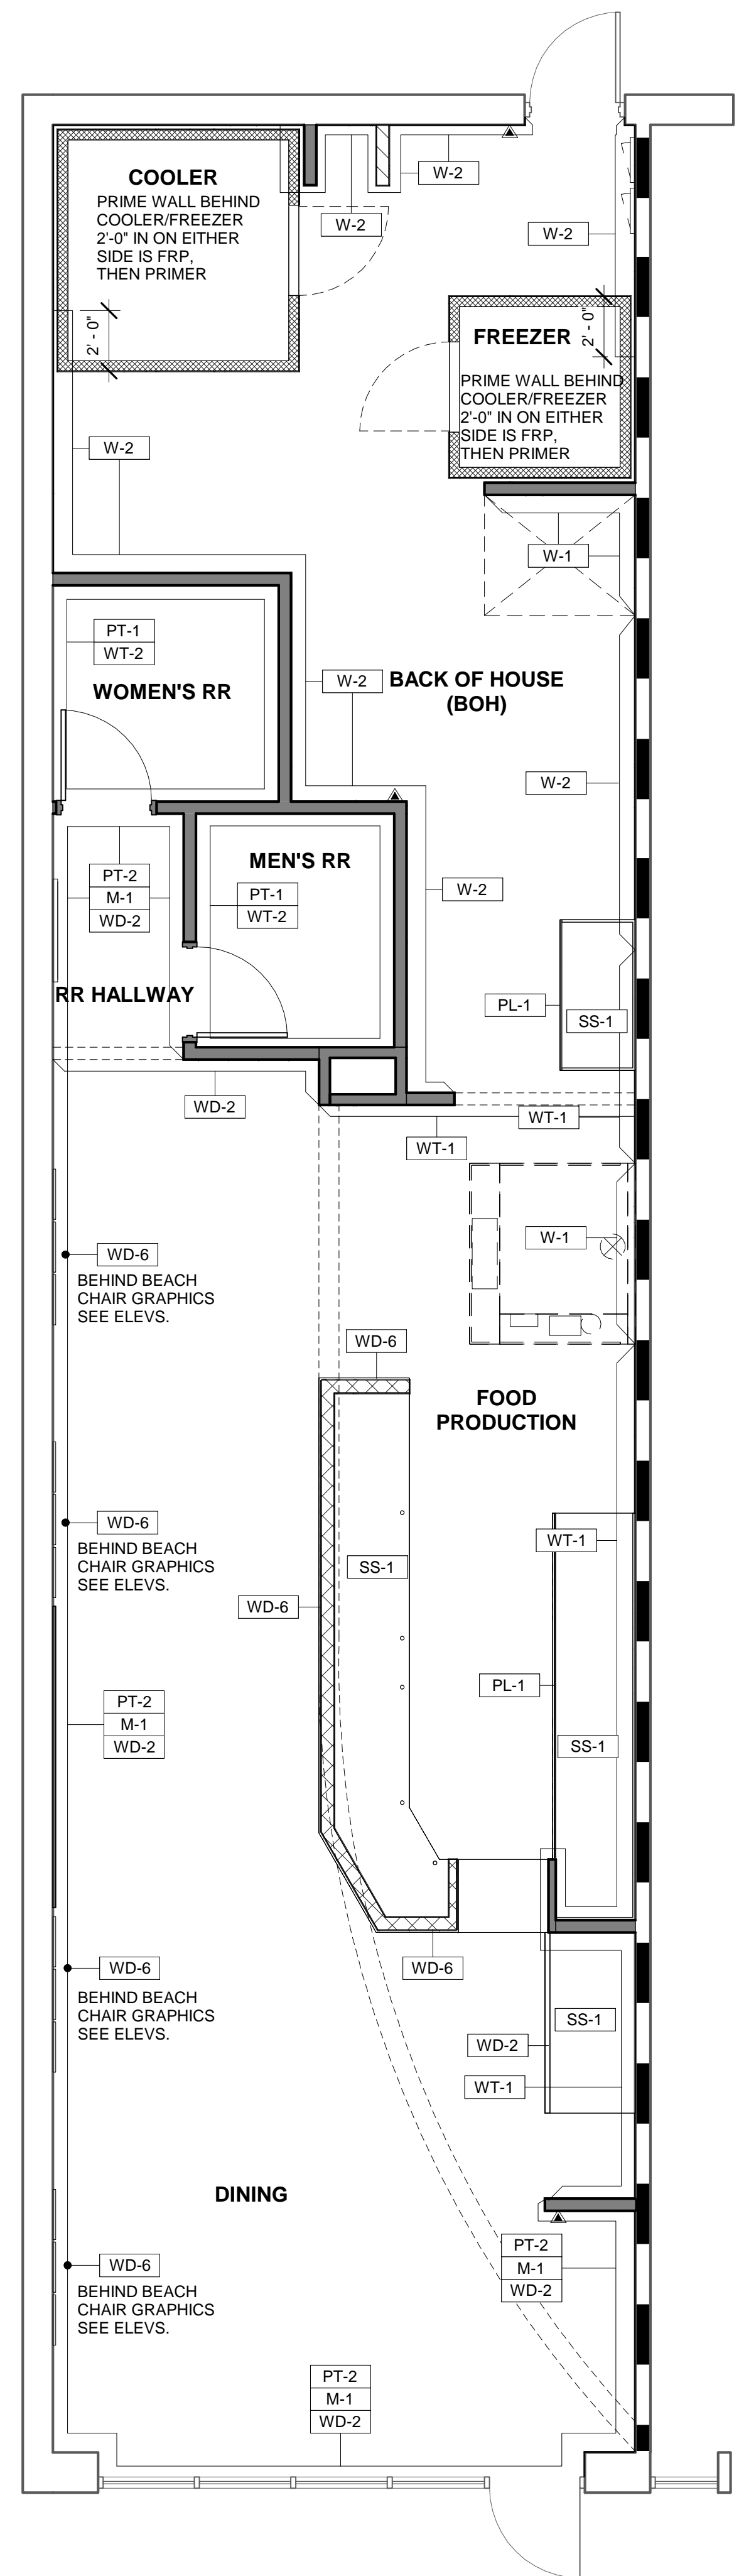 COOLER
PRIME WALL BEHIND
COOLER/FREEZER
2'-0" IN ON EITHER
SIDE IS FRP,
THEN PRIMER
W-2
W-2
W-2
2' - 0"
FREEZER
2' - 0"
PRIME WALL BEHIND
COOLER/FREEZER
2'-0" IN ON EITHER
SIDE IS FRP,
THEN PRIMER
W-2
W-1
PT-1
WT-2
WOMEN'S RR
W-2
BACK OF HOUSE
(BOH)
W-2
MEN'S RR
PT-2
M-1
WD-2
PT-1
WT-2
W-2
RR HALLWAY
PL-1
SS-1
WD-2
WT-1
WT-1
W-1
WD-6
BEHIND BEACH
CHAIR GRAPHICS
SEE ELEVS.
WD-6
FOOD
PRODUCTION
WD-6
BEHIND BEACH
CHAIR GRAPHICS
SEE ELEVS.
WT-1
SS-1
WD-6
PL-1
PT-2
M-1
WD-2
SS-1
WD-6
BEHIND BEACH
CHAIR GRAPHICS
SEE ELEVS.
WD-6
SS-1
WD-2
WT-1
DINING
WD-6
BEHIND BEACH
CHAIR GRAPHICS
SEE ELEVS.
PT-2
M-1
WD-2
PT-2
M-1
WD-2